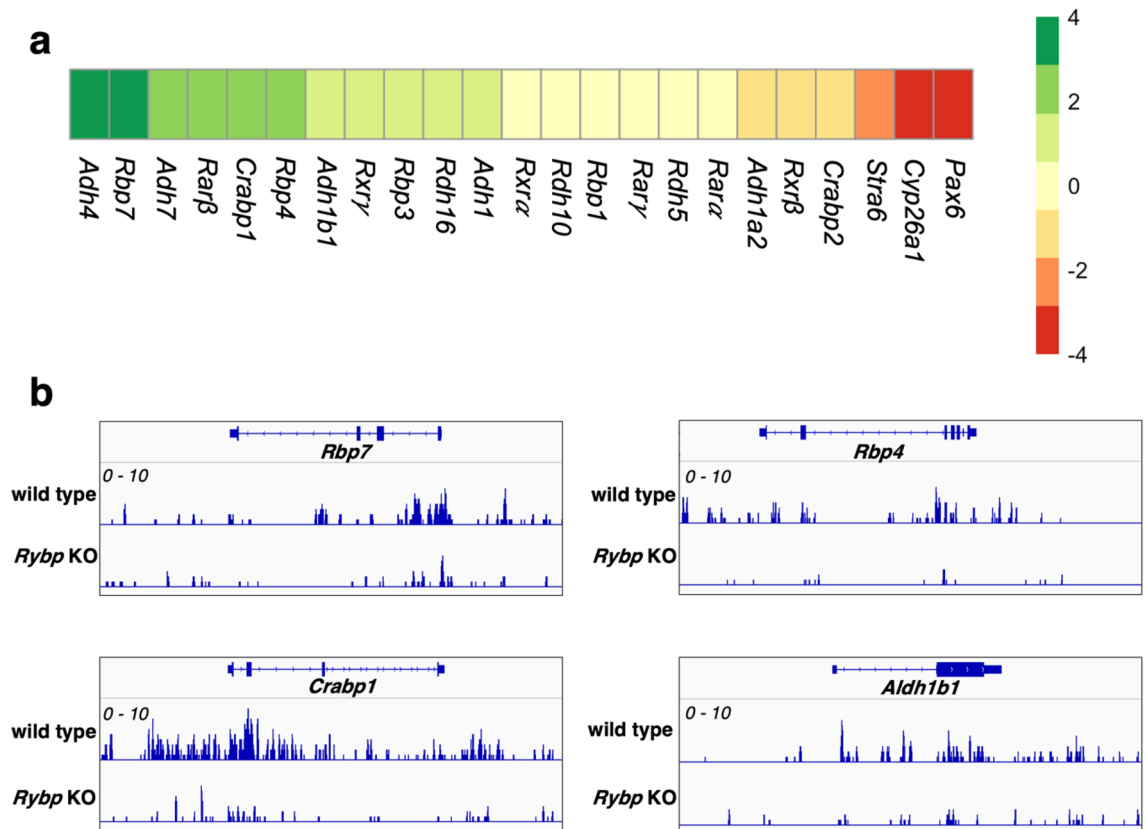 a
4
2
0
-2
-4
Adh4
Rbp7
Adh7
Rarβ
Crabp1
Rbp4
Adh1b1
Rxrγ
Rbp3
Rdh16
Adh1
Rxrα
Rdh10
Rbp1
Rarγ
Rdh5
Rarα
Adh1a2
Rxrβ
Crabp2
Stra6
Cyp26a1
Pax6
b
Rbp7
0 - 10
wild type
Rybp KO
Rbp4
0 - 10
wild type
Rybp KO
Crabp1
0 - 10
wild type
Rybp KO
Aldh1b1
0 - 10
wild type
Rybp KO